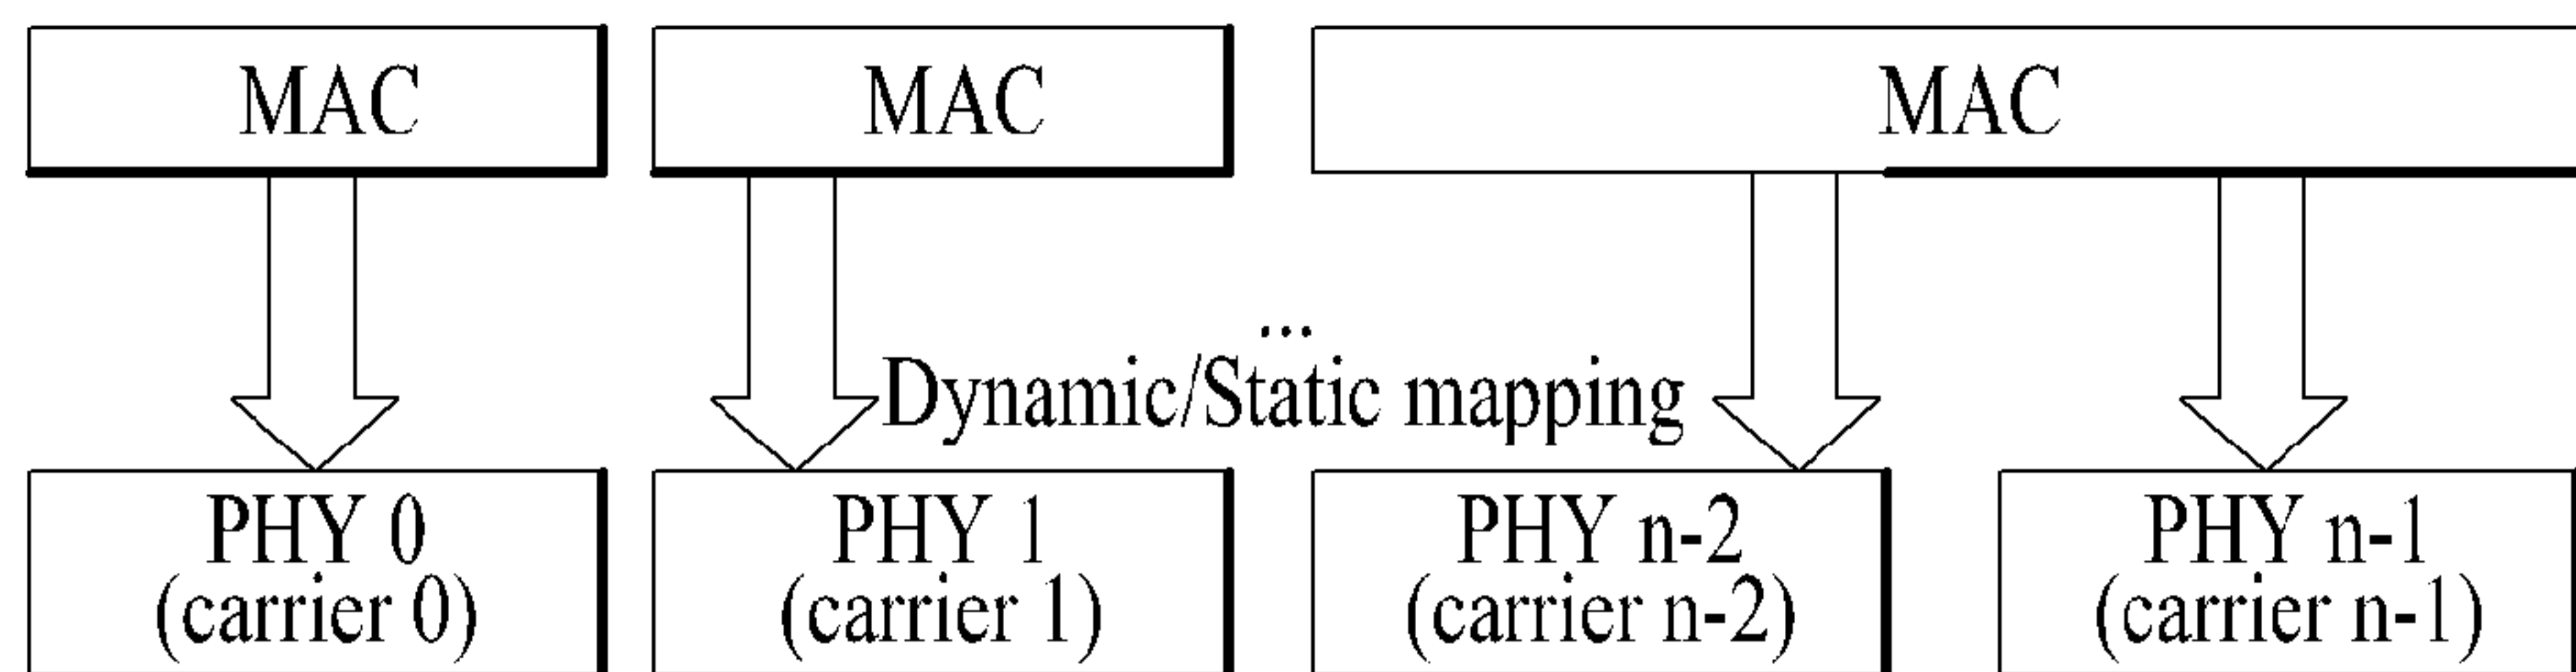 MAC MAC MAC
...
Dynamic/Static mapping
PHY 0 PHY 1 PHY n-2 PHY n-1
(carrier 0) (carrier 1) (carrier n-2) (carrier n-1)